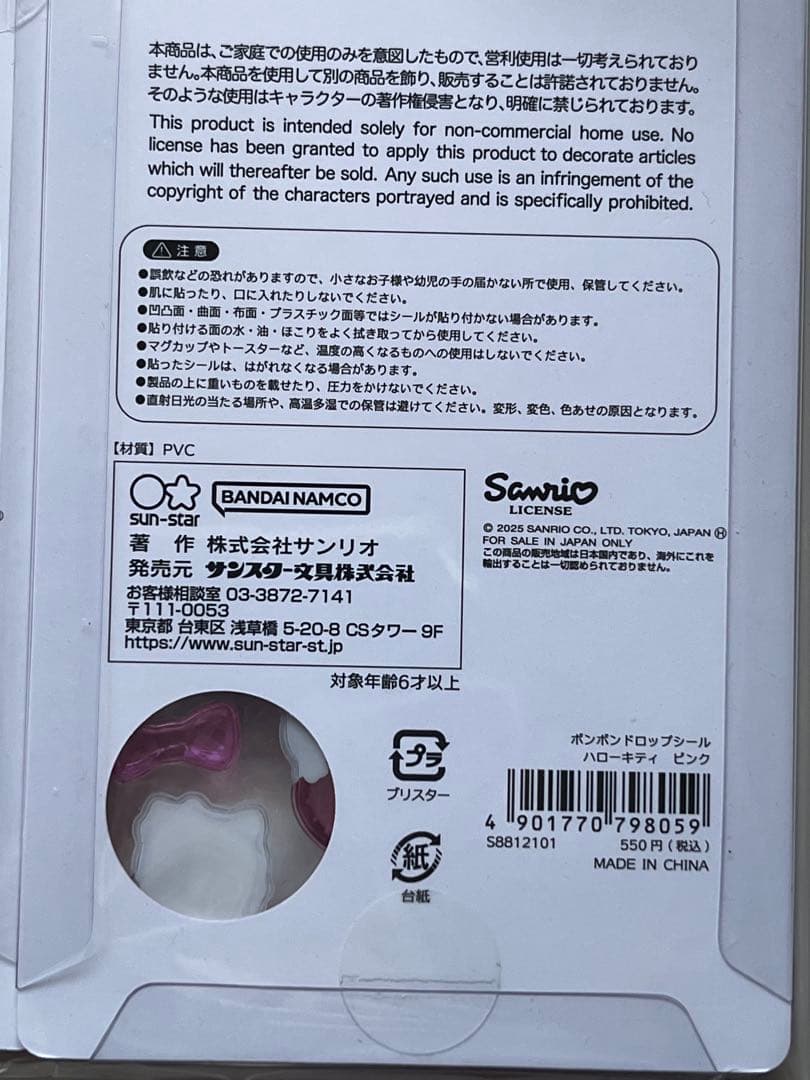 本商品は、ご家庭での使用のみを意図したもので、営利使用は一切考えられており
ません。本商品を使用して別の商品を飾り、販売することは許諾されておりません。
そのような使用はキャラクターの著作権侵害となり、明確に禁じられております。
This product is intended solely for non-commercial home use. No
license has been granted to apply this product to decorate articles
which will thereafter be sold. Any such use is an infringement of the
copyright of the characters portrayed and is specifically prohibited.
注意
●誤飲などの恐れがありますので、小さなお子様や幼児の手の届かない所で使用、保管してください。
●肌に貼ったり、口に入れたりしないでください。
●凹凸面・曲面・布面・プラスチック面等ではシールが貼り付かない場合があります。
●貼り付ける面の水・油・ほこりをよく拭き取ってから使用してください。
●マグカップやトースターなど、温度の高くなるものへの使用はしないでください。
●貼ったシールは、はがれなくなる場合があります。
●製品の上に重いものを載せたり、圧力をかけないでください。
●直射日光の当たる場所や、高温多湿での保管は避けてください。変形、変色、色あせの原因となります。
【材質】PVC
sun-star BANDAI NAMCO
著 作 株式会社サンリオ
発売元 サンスター文具株式会社
お客様相談室 03-3872-7141
〒111-0053
東京都 台東区 浅草橋 5-20-8 CSタワー 9F
https://www.sun-star-st.jp
Sanrio
LICENSE
© 2025 SANRIO CO., LTD. TOKYO, JAPAN Ⓗ
FOR SALE IN JAPAN ONLY
この商品の販売地域は日本国内であり、海外にこれを
輸出することは一切認められておりません。
対象年齢6才以上
プラ
ブリスター
紙
台紙
ボンボンドロップシール
ハローキティ ピンク
4 901770 798059
S8812101 550円(税込)
MADE IN CHINA